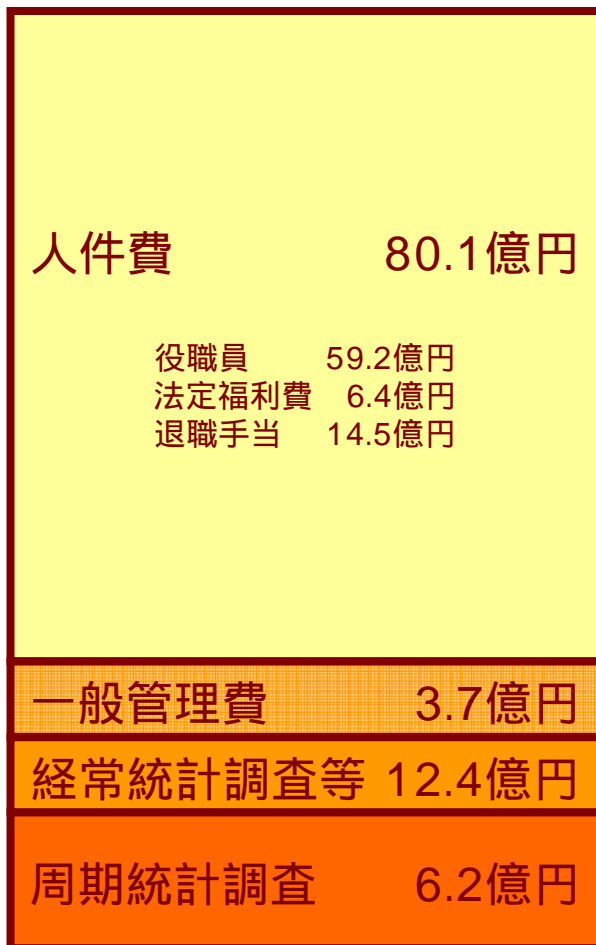 人件費 80.1億円
役職員 59.2億円
法定福利費 6.4億円
退職手当 14.5億円
一般管理費 3.7億円
経常統計調査等 12.4億円
周期統計調査 6.2億円